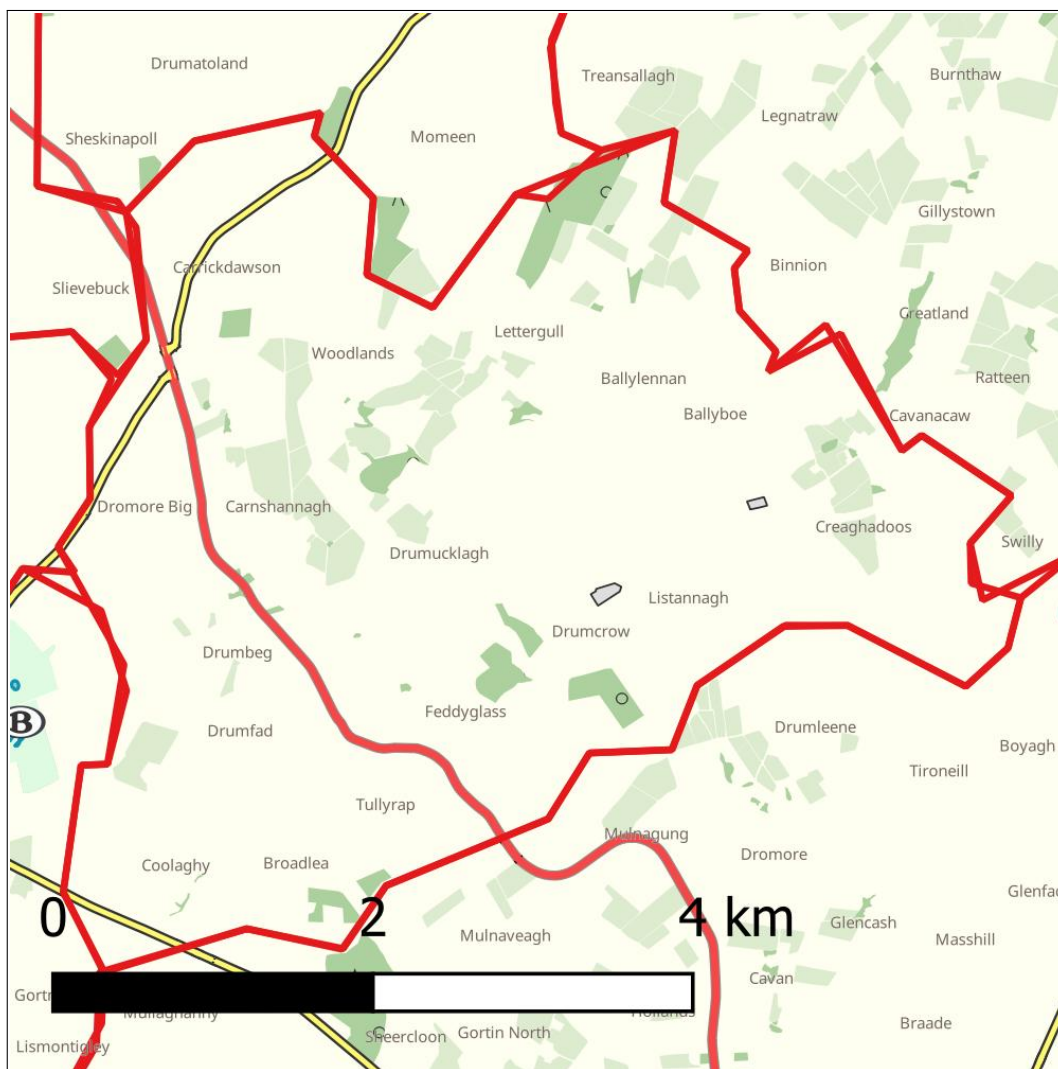 Drumatoland
Treansallagh
Burnthaw
Legnatraw
Sheskinapoll
Momeen
Gillystown
Carrickdawson
Binnion
Slievebuck
Greatland
Lettergull
Woodlands
Ballylennan
Ratteen
Ballyboe
Cavanacaw
Dromore Big
Carnshannagh
Creaghadoos
Swilly
Drumucklagh
Listannagh
Drumcrow
Drumbeg
Feddyglass
B
Drumfad
Drumleene
Boyagh
Tironeill
Tullyrap
Mulnagung
Dromore
Coolaghy
Broadlea
0 2 4 km
Glencash
Mulnaveagh
Masshill
Cavan
Braade
Gortin North
Sheercloon
Lismontigley